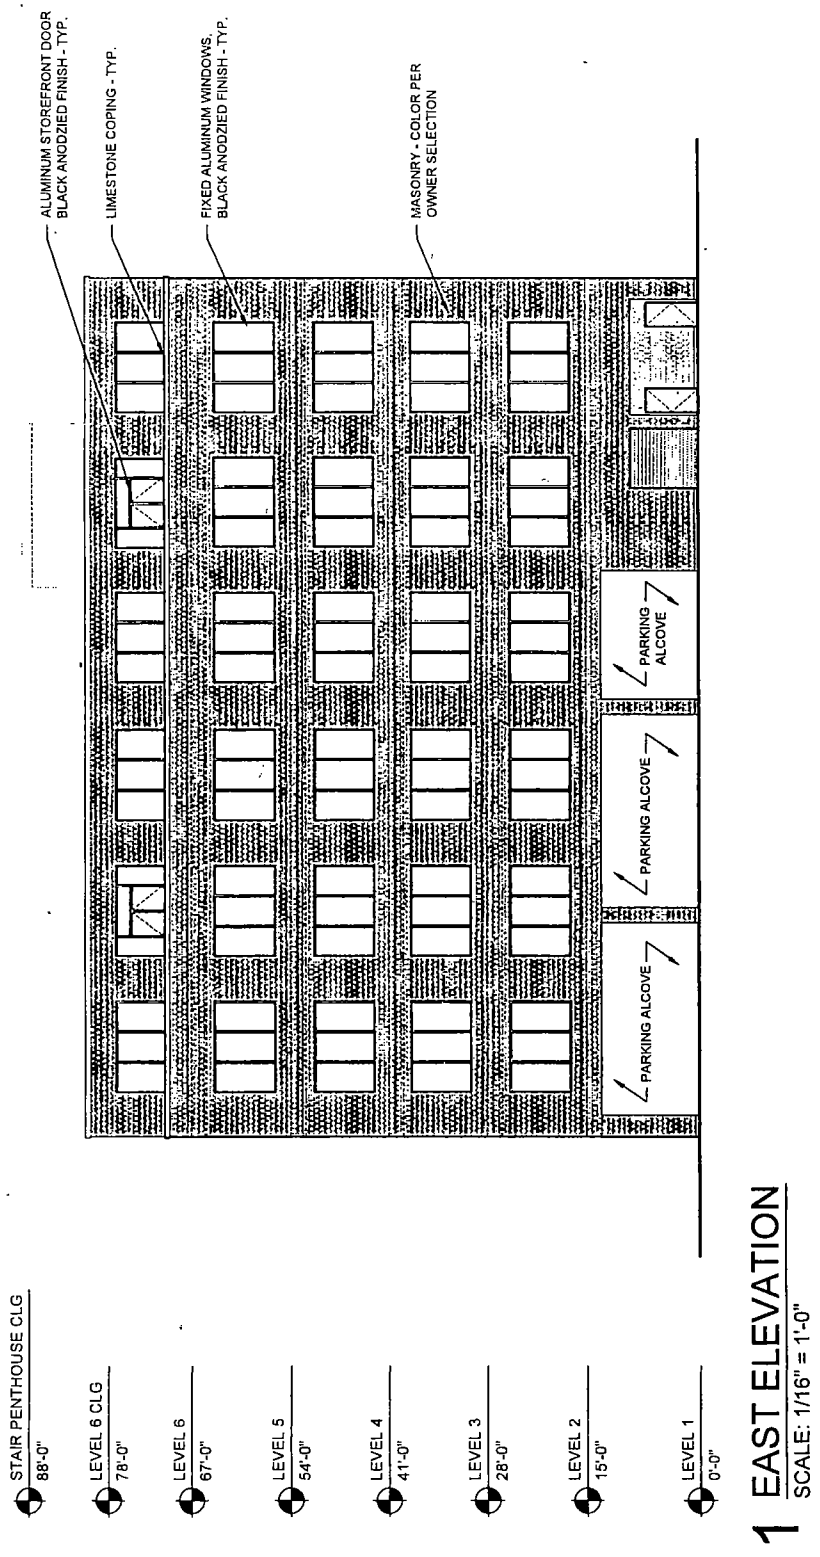 ALUMINUM STOREFRONT DOOR
BLACK ANODZIED FINISH - TYP.
LIMESTONE COPING - TYP.
FIXED ALUMINUM WINDOWS,
BLACK ANODZIED FINISH - TYP.
MASONRY - COLOR PER
OWNER SELECTION
STAIR PENTHOUSE CLG
88'-0"
LEVEL 6 CLG
78'-0"
LEVEL 6
67'-0"
LEVEL 5
54'-0"
LEVEL 4
41'-0"
LEVEL 3
28'-0"
LEVEL 2
15'-0"
LEVEL 1
0'-0"
PARKING ALCOVE
PARKING ALCOVE
PARKING
ALCOVE
1 EAST ELEVATION
SCALE: 1/16" = 1'-0"